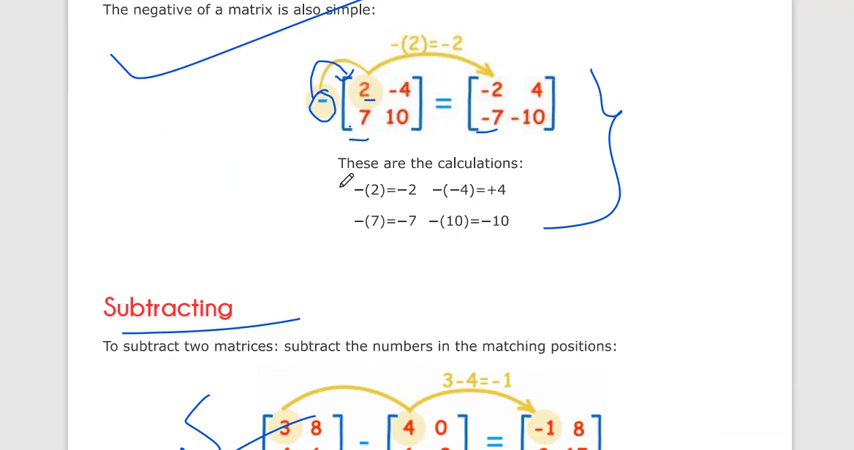 The negative of a matrix is also simple:
-(2)=-2
- [ 2 -4 ] = [ -2 4 ]
[ 7 10 ] [ -7 -10 ]
These are the calculations:
−(2)=−2 −(−4)=+4
−(7)=−7 −(10)=−10
Subtracting
To subtract two matrices: subtract the numbers in the matching positions:
3-4=-1
[ 3 8 ] - [ 4 0 ] = [ -1 8 ]